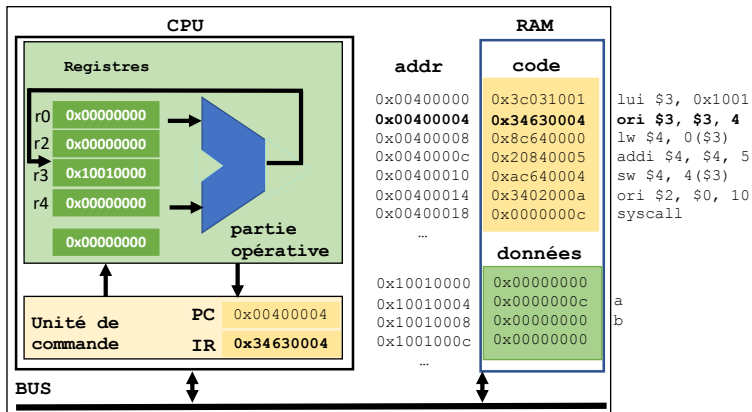 CPU
RAM
Registres
addr
code
r0 0x00000000
r2 0x00000000
r3 0x10010000
r4 0x00000000
0x00000000
partie
opérative
0x00400000 0x3c031001 lui $3, 0x1001
0x00400004 0x34630004 ori $3, $3, 4
0x00400008 0x8c640000 lw $4, 0($3)
0x0040000c 0x20840005 addi $4, $4, 5
0x00400010 0xac640004 sw $4, 4($3)
0x00400014 0x3402000a ori $2, $0, 10
0x00400018 0x0000000c syscall
…
données
0x10010000 0x00000000
0x10010004 0x0000000c a
0x10010008 0x00000000 b
0x1001000c 0x00000000
…
Unité de
commande
PC 0x00400004
IR 0x34630004
BUS